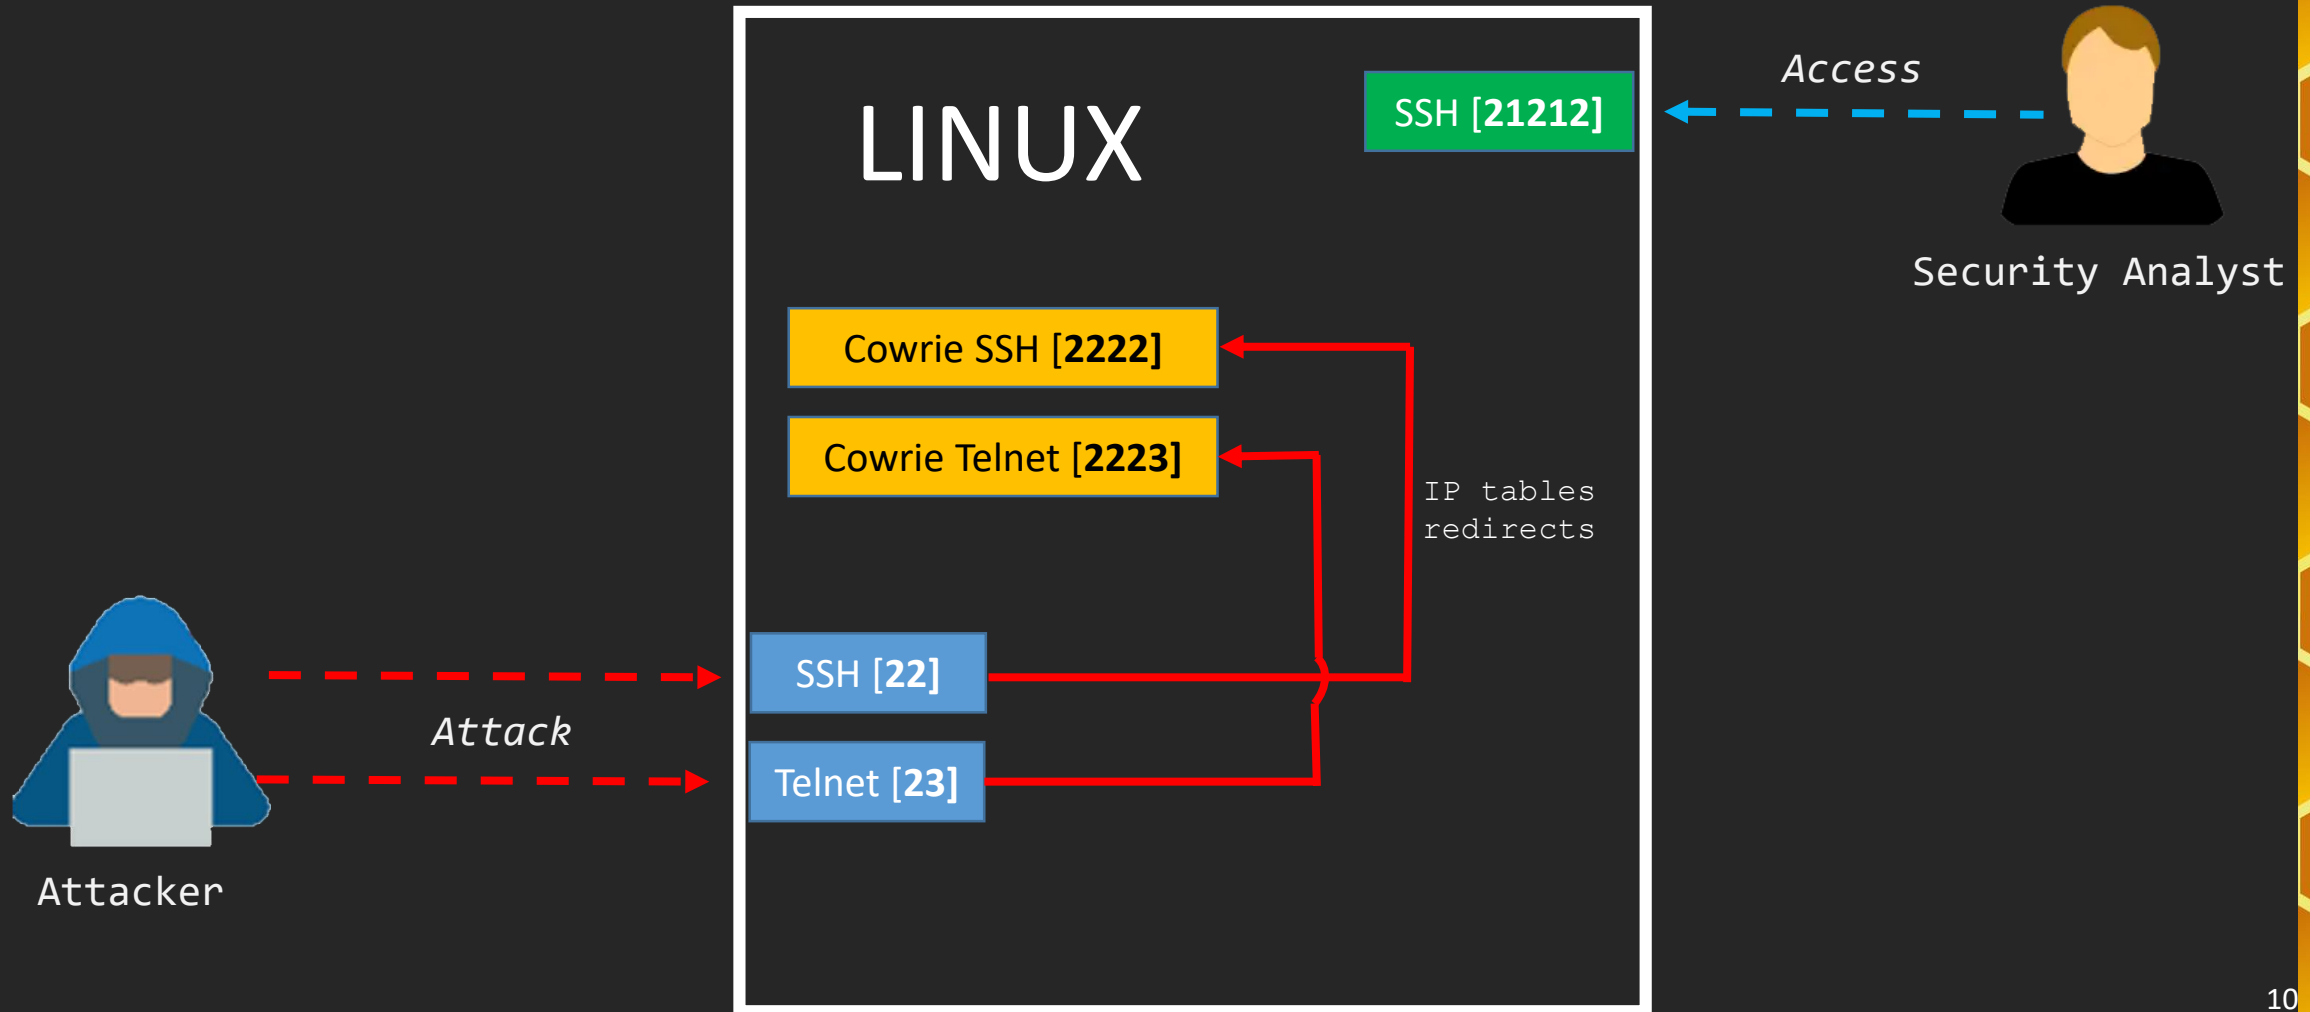 LINUX
SSH [21212]
Access
Security Analyst
Cowrie SSH [2222]
Cowrie Telnet [2223]
IP tables
redirects
SSH [22]
Attack
Telnet [23]
Attacker
10